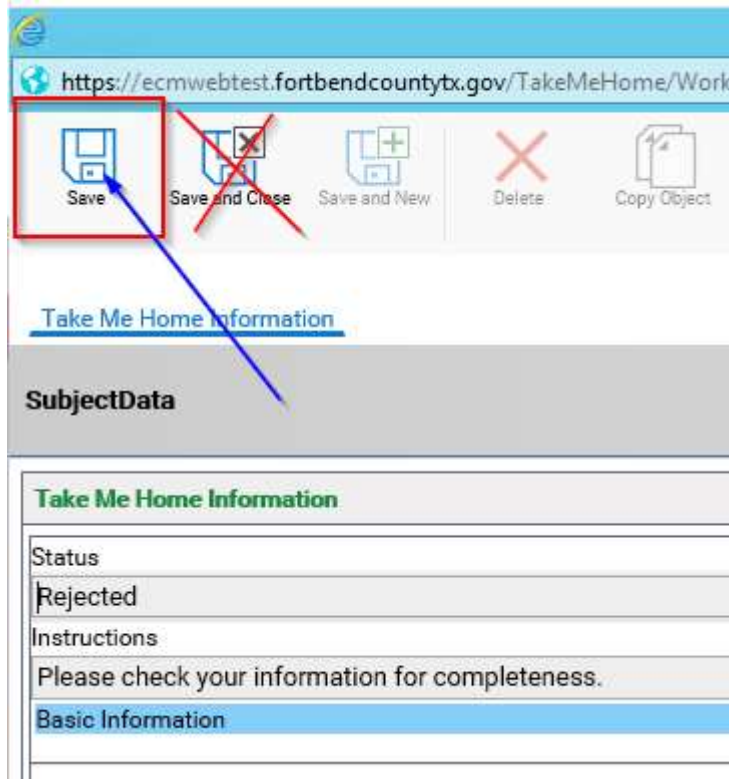 https://ecmwebtest.fortbendcountytx.gov/TakeMeHome/Work
Save Save and Close Save and New Delete Copy Object
Take Me Home Information
SubjectData
Take Me Home Information
Status
Rejected
Instructions
Please check your information for completeness.
Basic Information